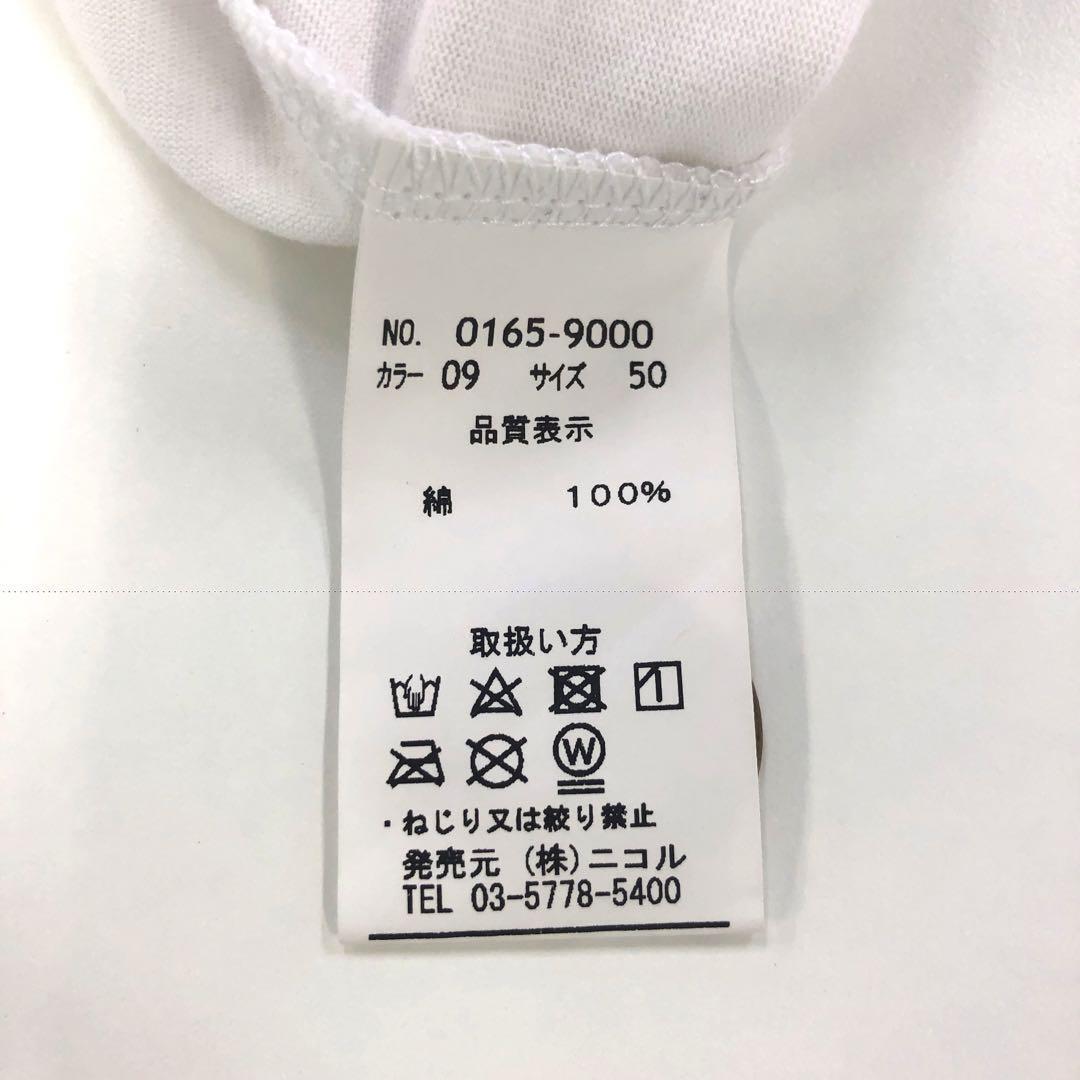 NO. 0165-9000
カラー 09 サイズ 50
品質表示
綿 100%
取扱い方
W
・ねじり又は絞り禁止
発売元 (株)ニコル
TEL 03-5778-5400